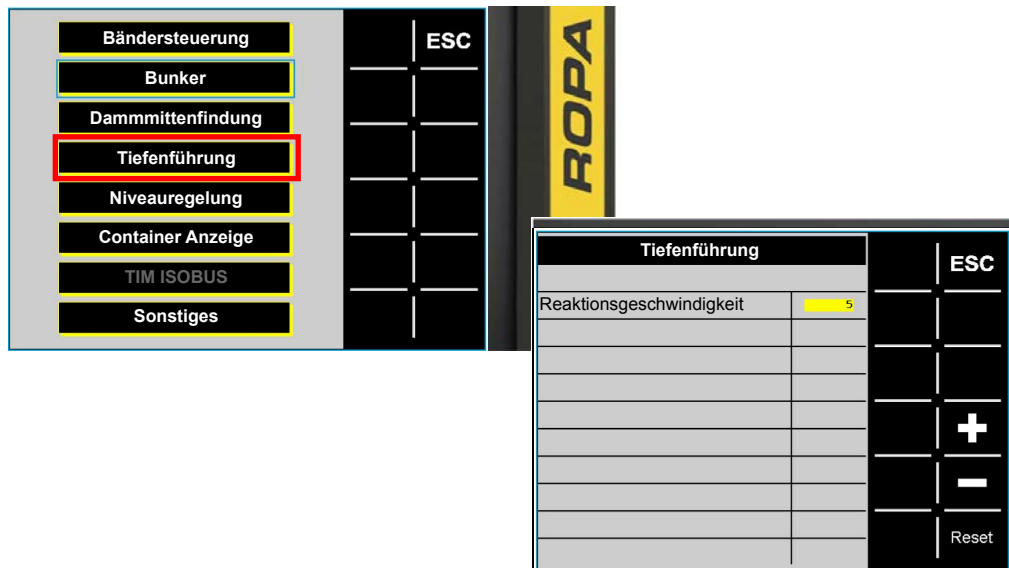 Bändersteuerung
ESC
Bunker
Dammmittenfindung
Tiefenführung
Niveauregelung
Container Anzeige
TIM ISOBUS
Sonstiges
ROPA
Tiefenführung
ESC
Reaktionsgeschwindigkeit 5
Reset